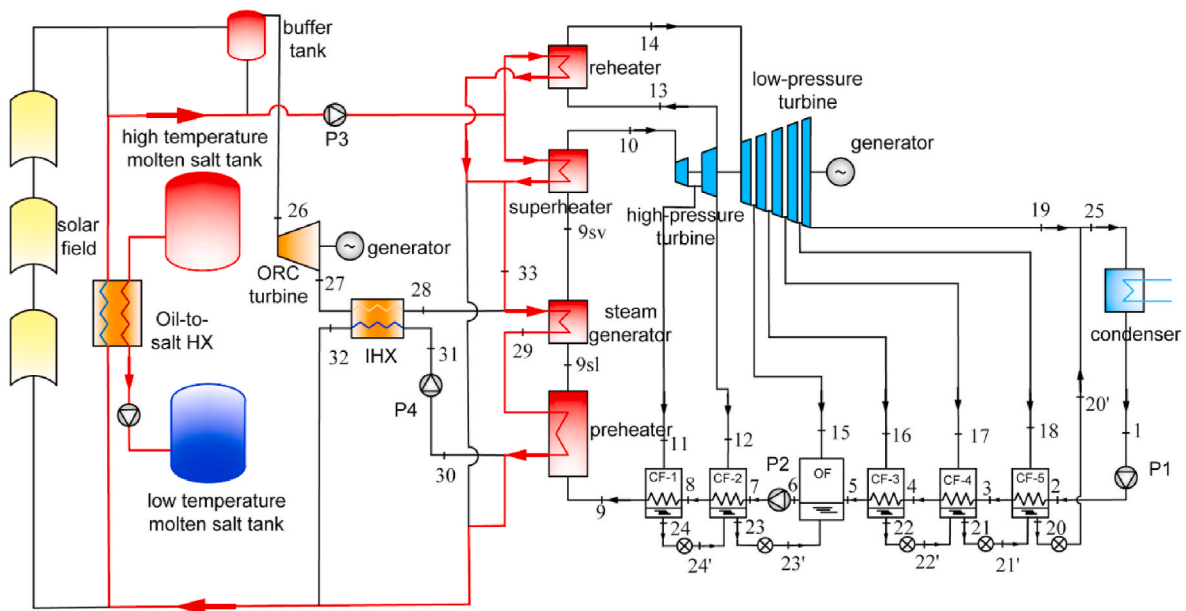 buffer
tank
14
reheater
13
low-pressure
turbine
high temperature
molten salt tank
P3
10
generator
superheater
high-pressure
turbine
solar
field
26
generator
ORC
turbine
27
9sv
19
25
33
28
Oil-to-
salt HX
steam
generator
condenser
32
IHX
31
29
9sl
P4
20'
preheater
11
12
15
16
17
18
1
30
P2
P1
low temperature
molten salt tank
CF-1
CF-2
OF
CF-3
CF-4
CF-5
9
8
7
6
5
4
3
2
24
23
22
21
20
24'
23'
22'
21'
~
~